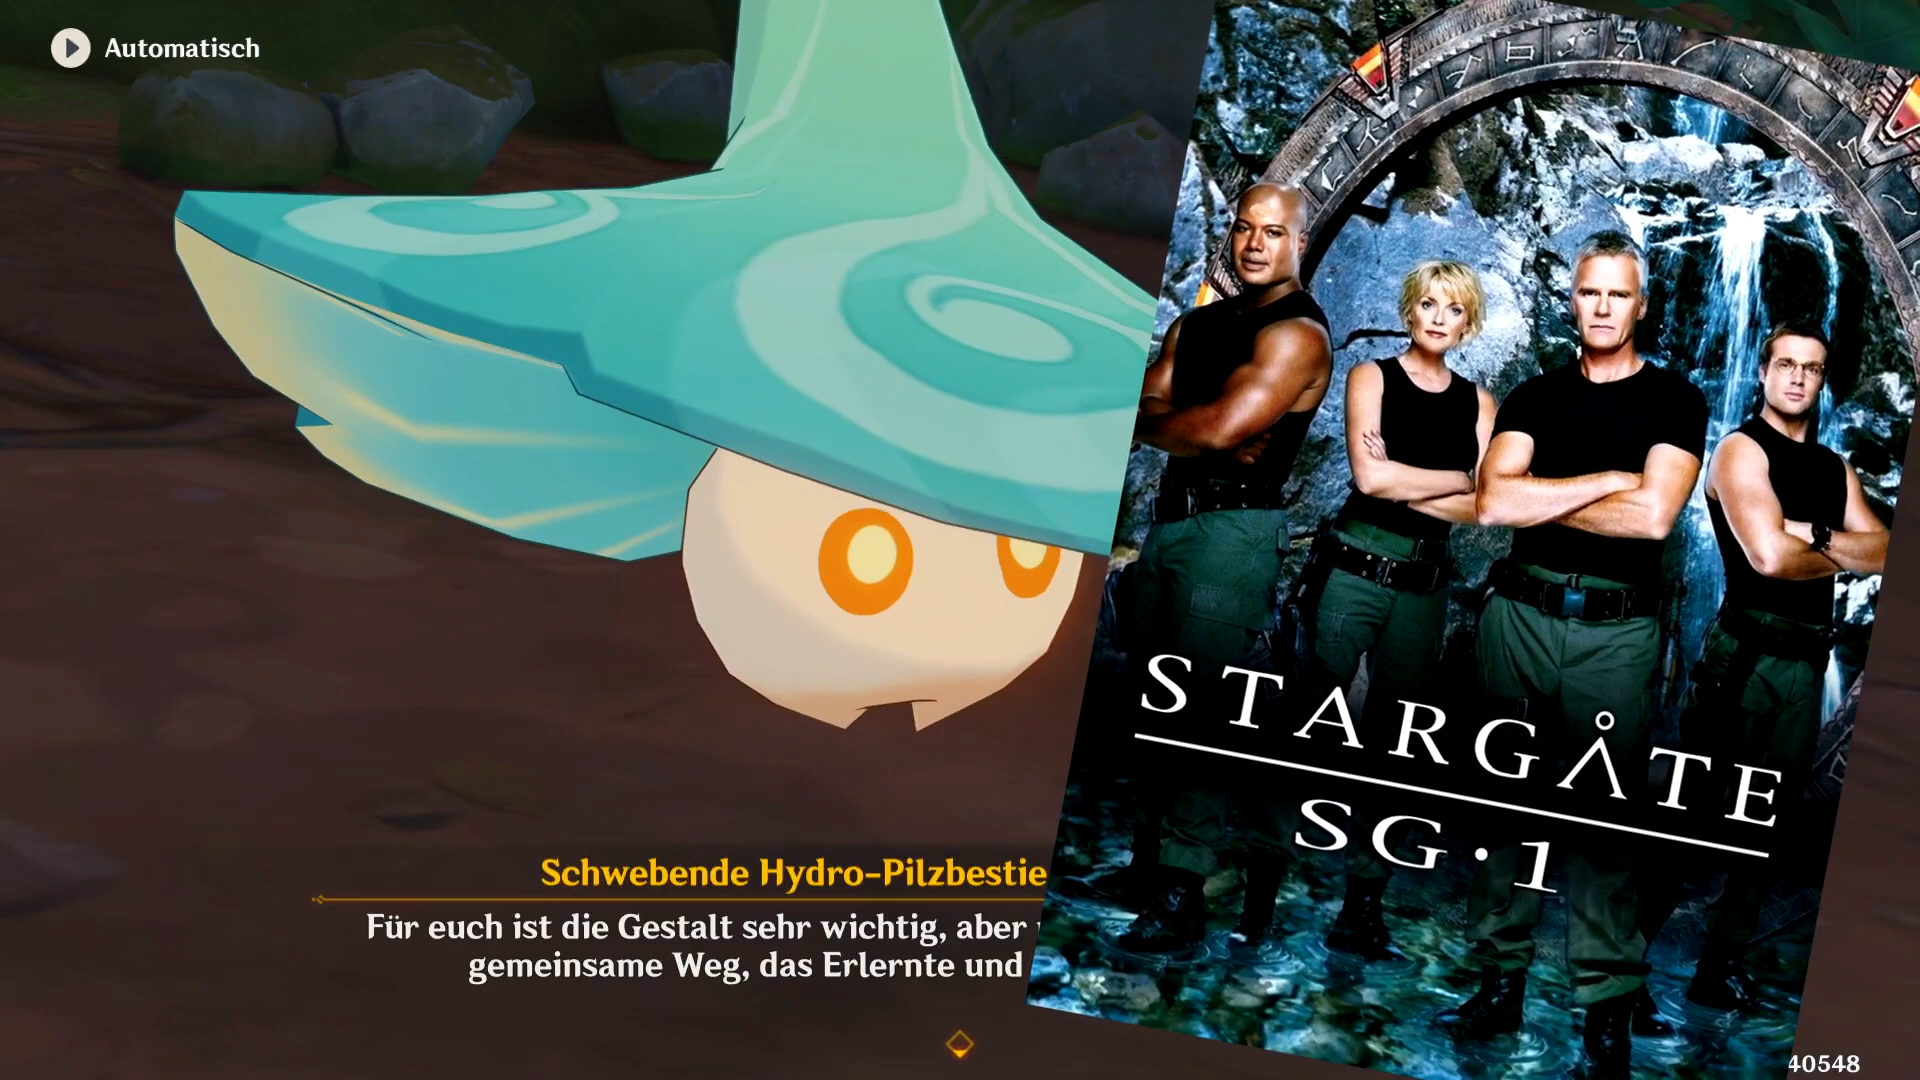 Automatisch
Schwebende Hydro-Pilzbestie
Für euch ist die Gestalt sehr wichtig, aber
gemeinsame Weg, das Erlernte und
STARGATE
SG·1
40548